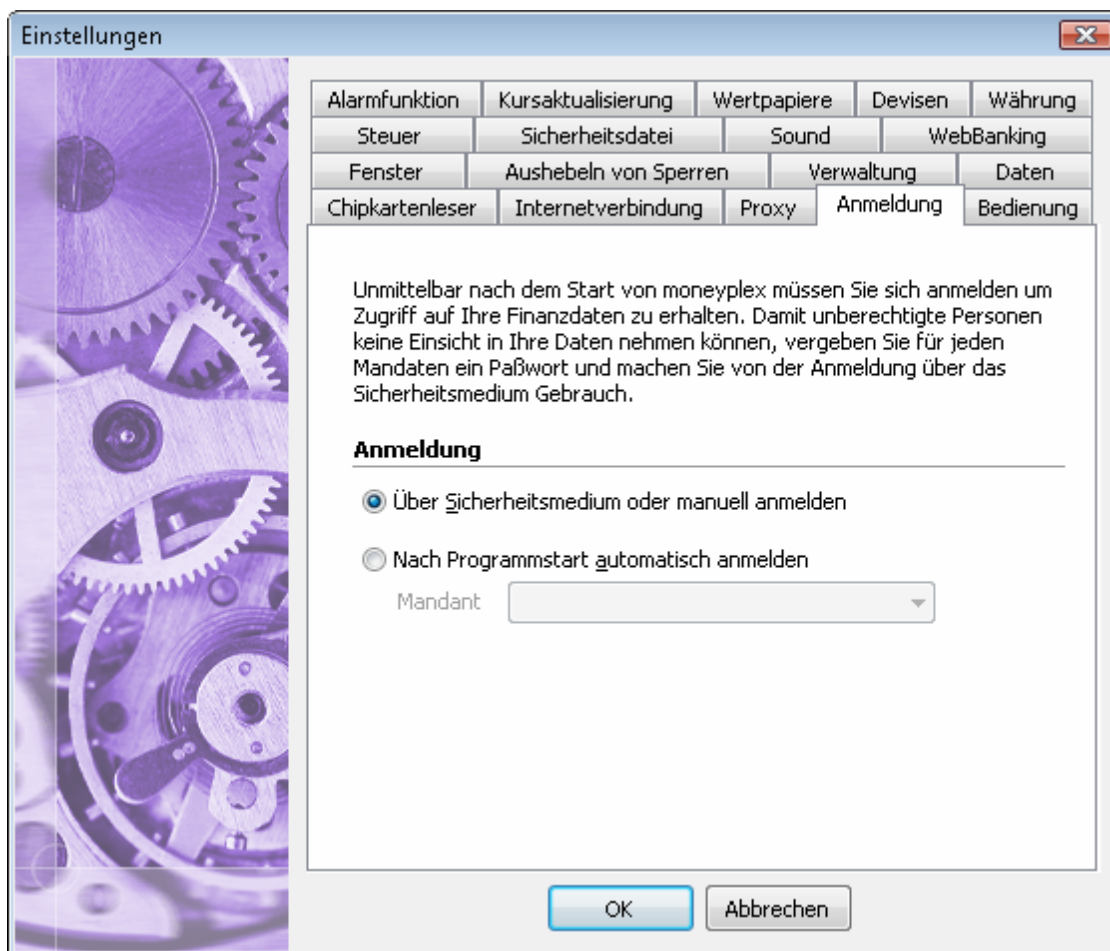 Einstellungen
Alarmfunktion Kursaktualisierung Wertpapiere Devisen Währung
Steuer Sicherheitsdatei Sound WebBanking
Fenster Aushebeln von Sperren Verwaltung Daten
Chipkartenleser Internetverbindung Proxy Anmeldung Bedienung
Unmittelbar nach dem Start von moneyplex müssen Sie sich anmelden um
Zugriff auf Ihre Finanzdaten zu erhalten. Damit unberechtigte Personen
keine Einsicht in Ihre Daten nehmen können, vergeben Sie für jeden
Mandaten ein Paßwort und machen Sie von der Anmeldung über das
Sicherheitsmedium Gebrauch.
Anmeldung
Über Sicherheitsmedium oder manuell anmelden
Nach Programmstart automatisch anmelden
Mandant
OK Abbrechen